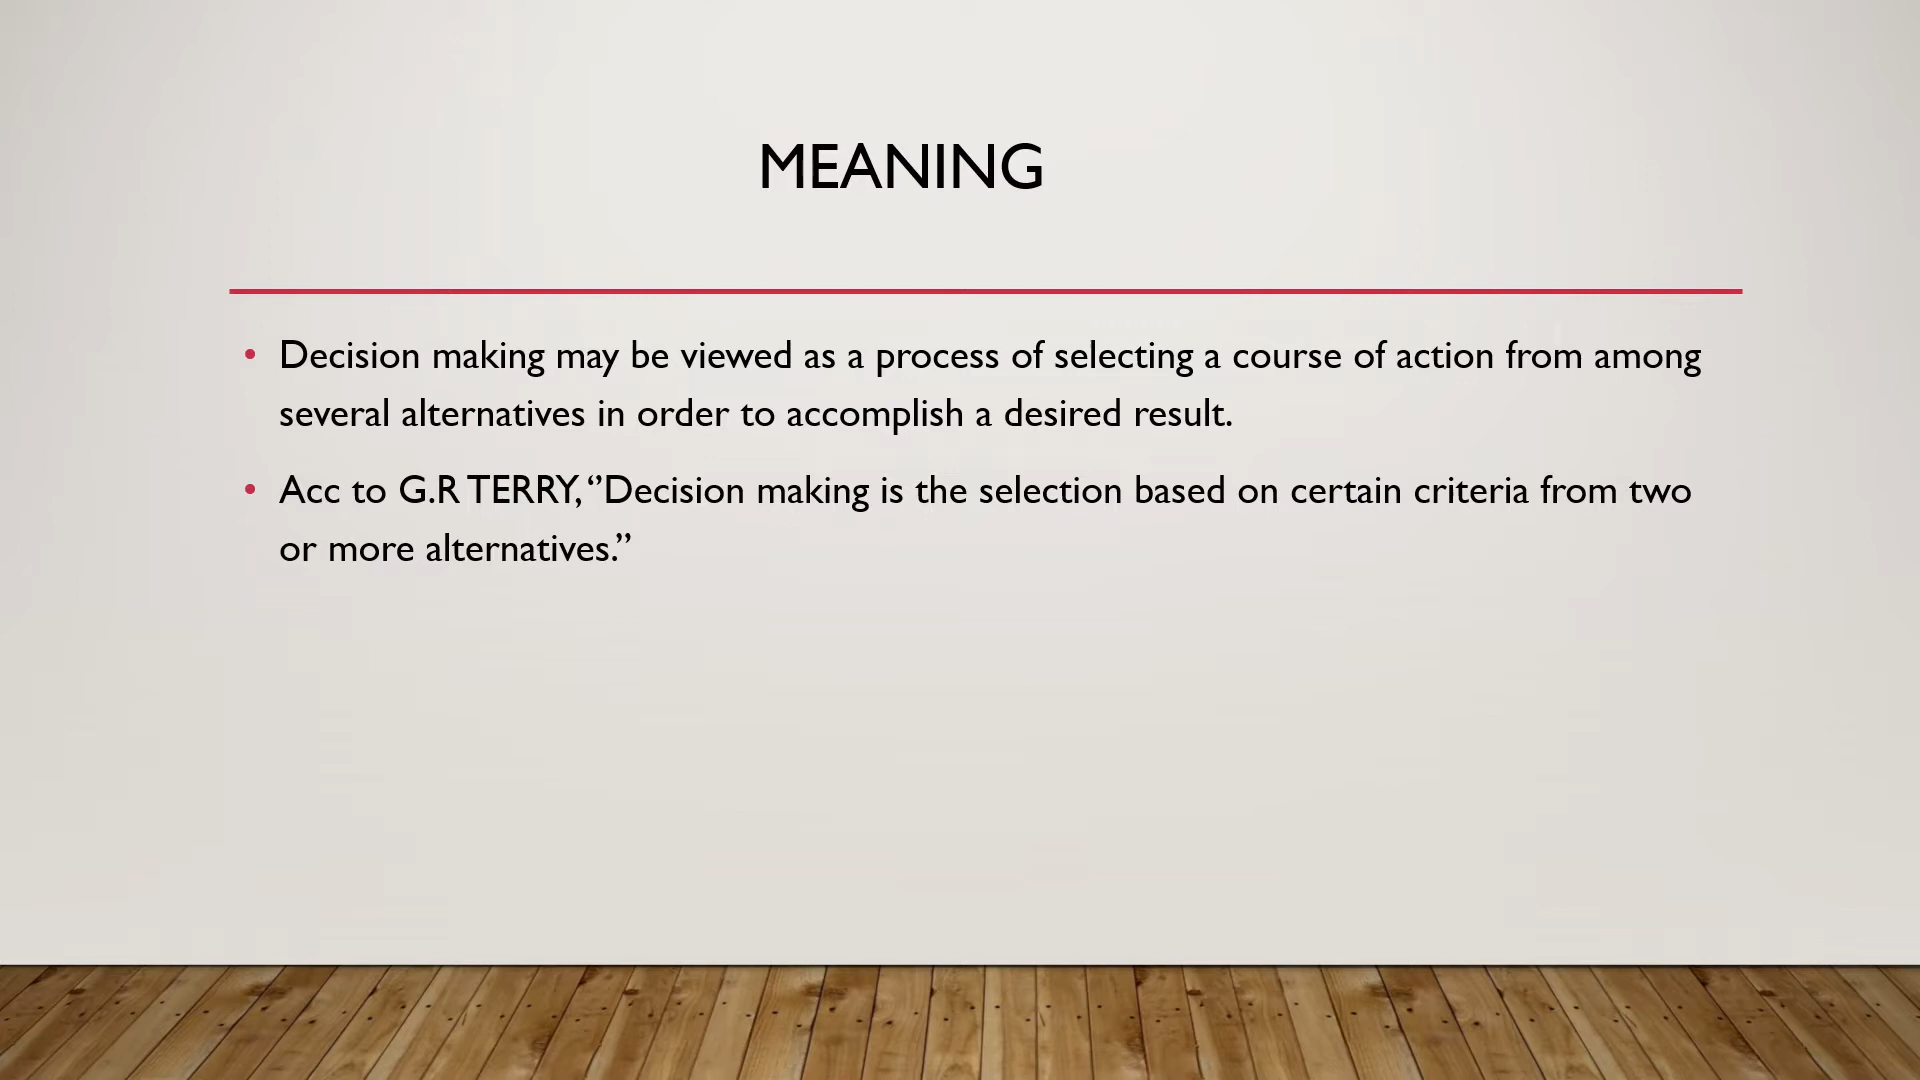 MEANING
• Decision making may be viewed as a process of selecting a course of action from among
several alternatives in order to accomplish a desired result.
• Acc to G.R TERRY, ‘’Decision making is the selection based on certain criteria from two
or more alternatives.”